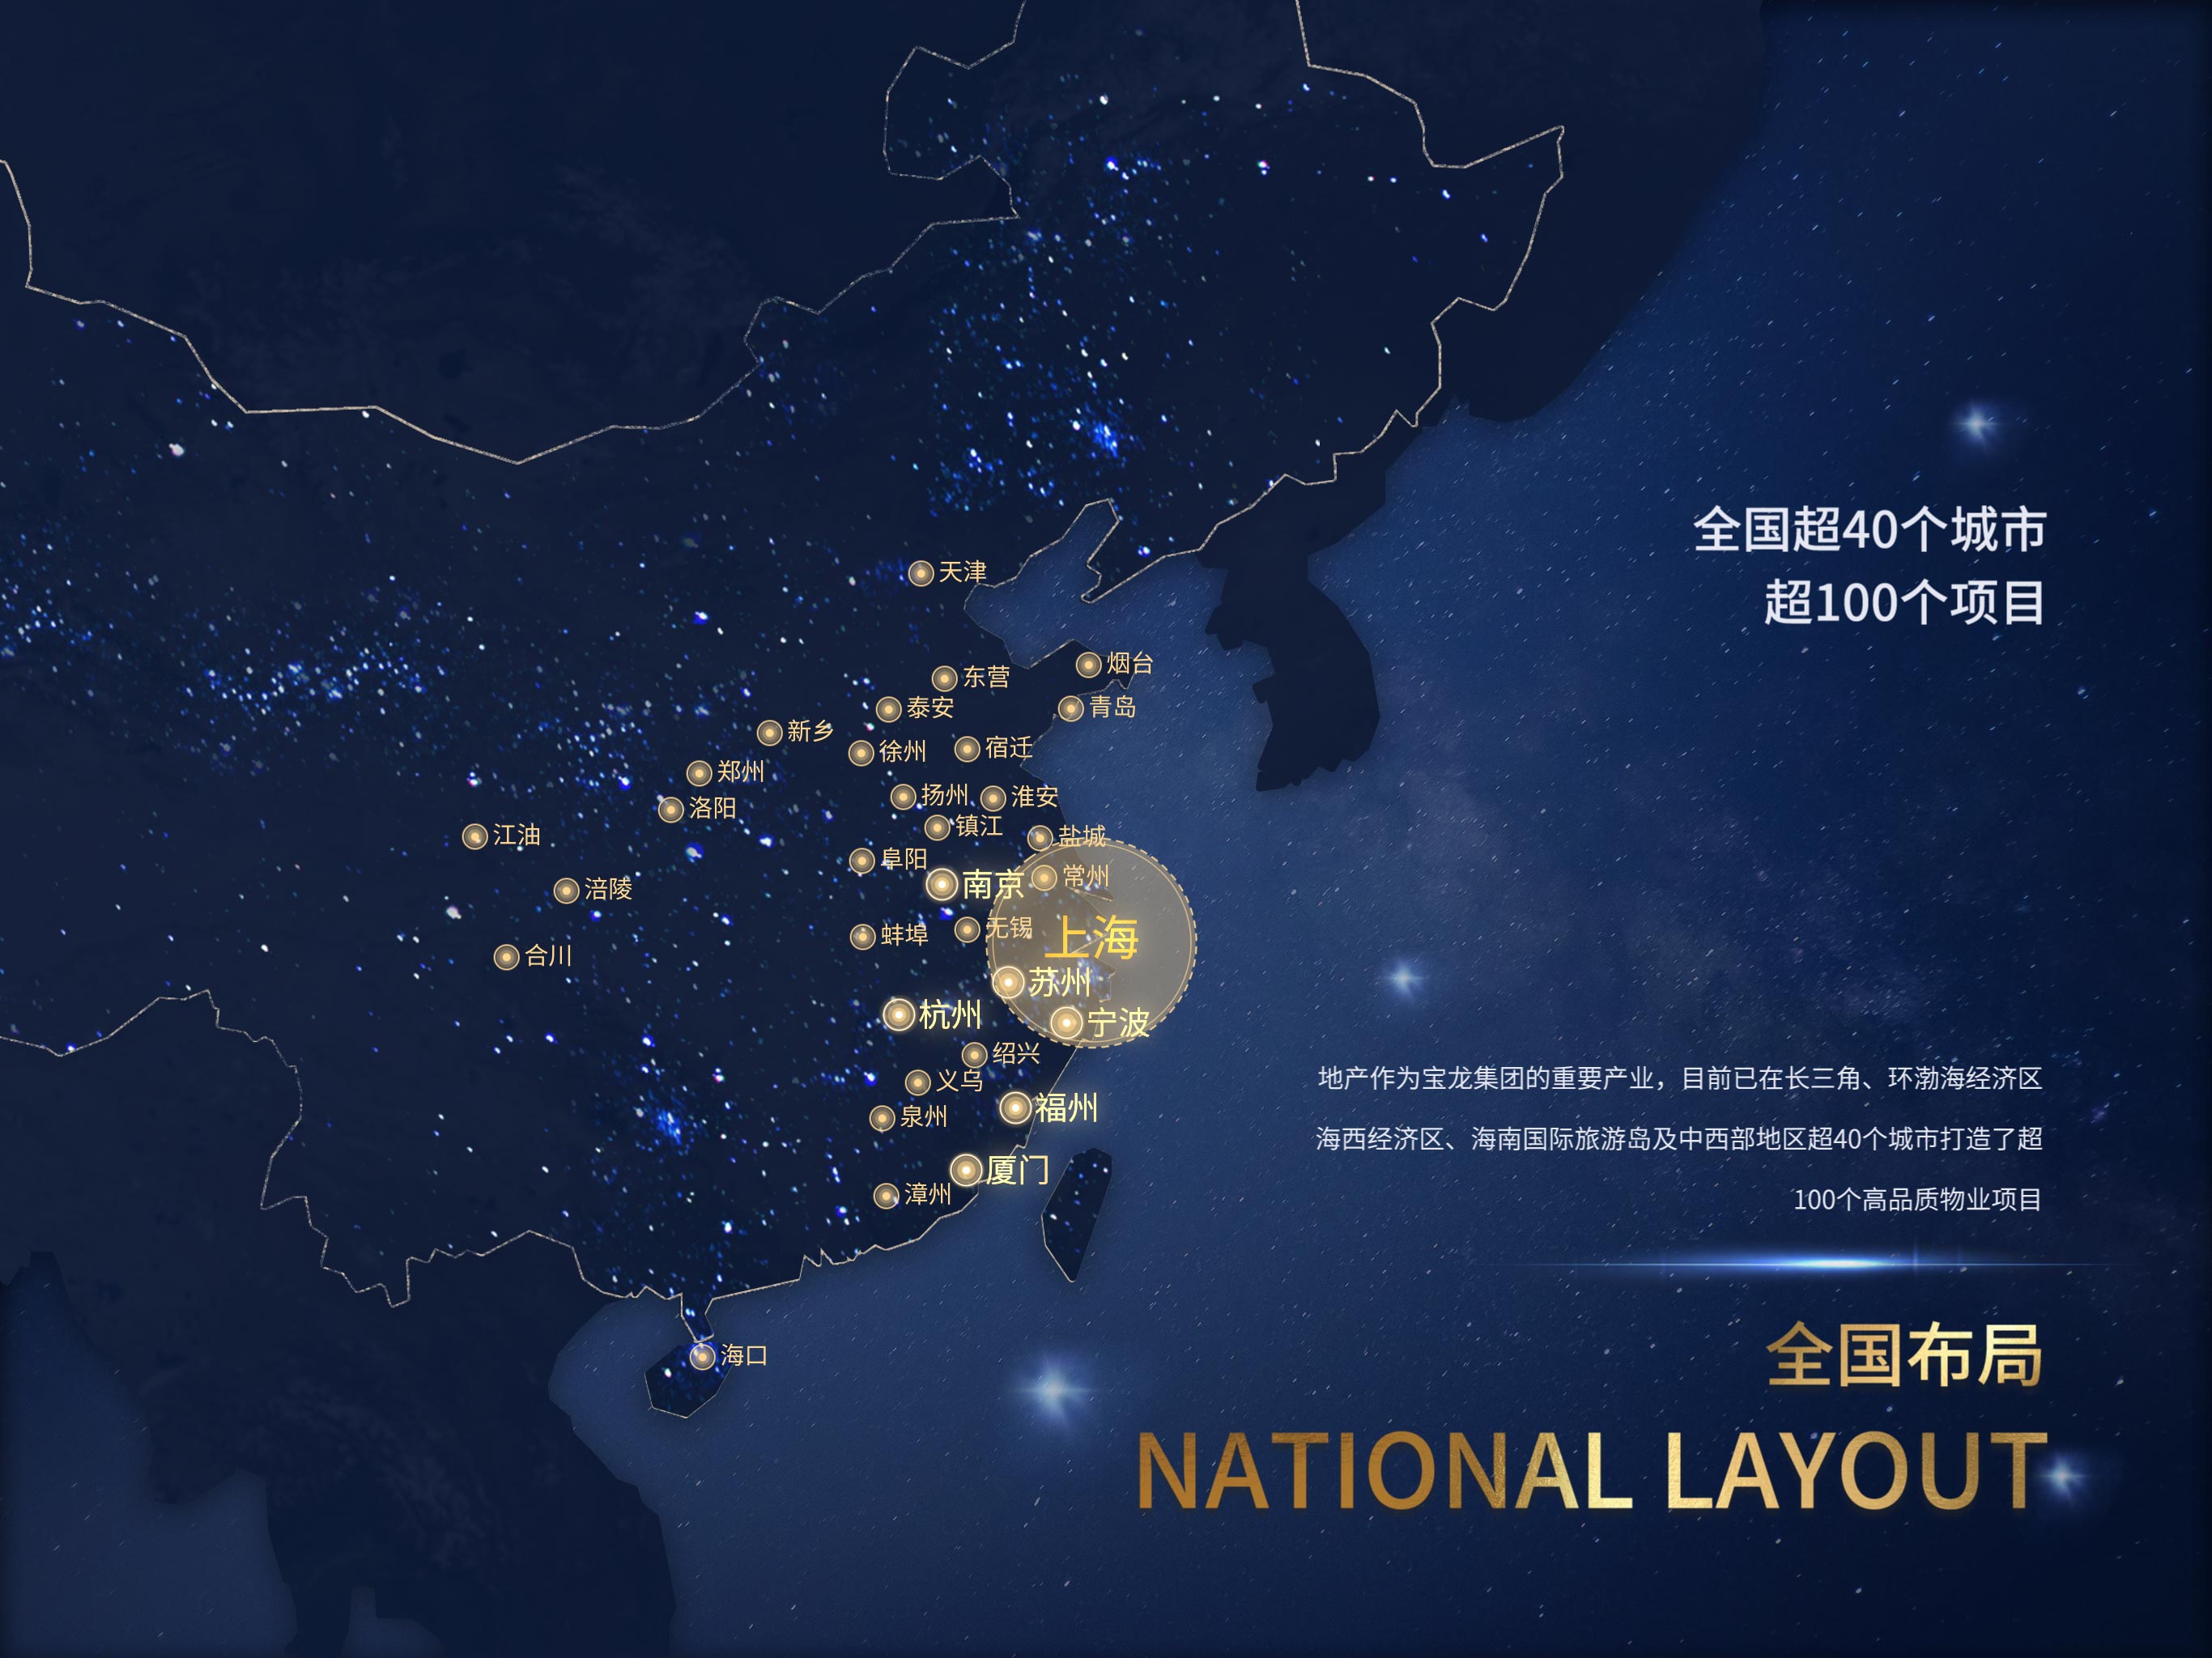 全国超40个城市
超100个项目
天津
烟台
东营
泰安
青岛
新乡
徐州
宿迁
郑州
洛阳
扬州
淮安
镇江
江油
盐城
阜阳
常州
南京
涪陵
无锡
蚌埠
上海
合川
苏州
杭州
宁波
绍兴
义乌
福州
泉州
厦门
漳州
海口
地产作为宝龙集团的重要产业，目前已在长三角、环渤海经济区
海西经济区、海南国际旅游岛及中西部地区超40个城市打造了超
100个高品质物业项目
全国布局
NATIONAL LAYOUT